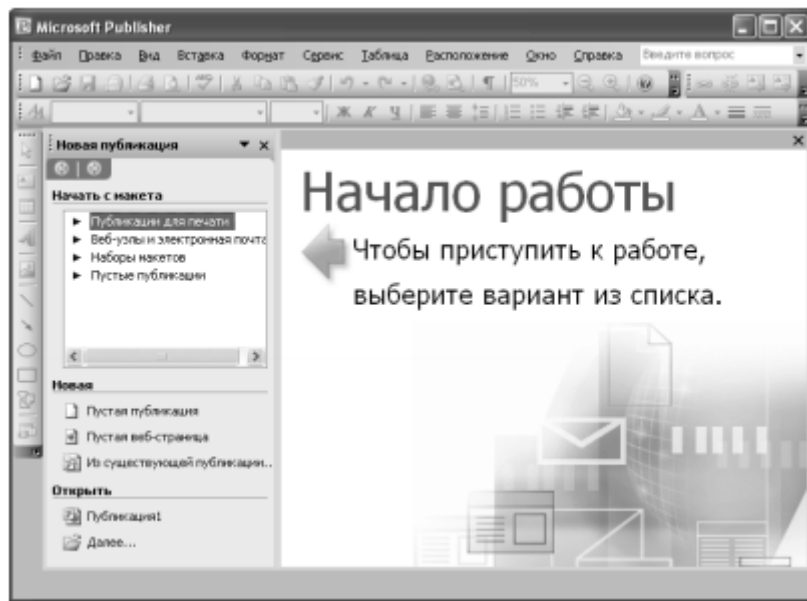 Microsoft Publisher
Файл Правка Вид Вставка Формат Сервис Таблица Расположение Окно Справка Введите вопрос
50%
Ж К Ч
Новая публикация
Начать с макета
Публикации для печати
Веб-узлы и электронная почта
Наборы макетов
Пустые публикации
Новая
Пустая публикация
Пустая веб-страница
Из существующей публикации...
Открыть
Публикация1
Далее...
Начало работы
Чтобы приступить к работе,
выберите вариант из списка.